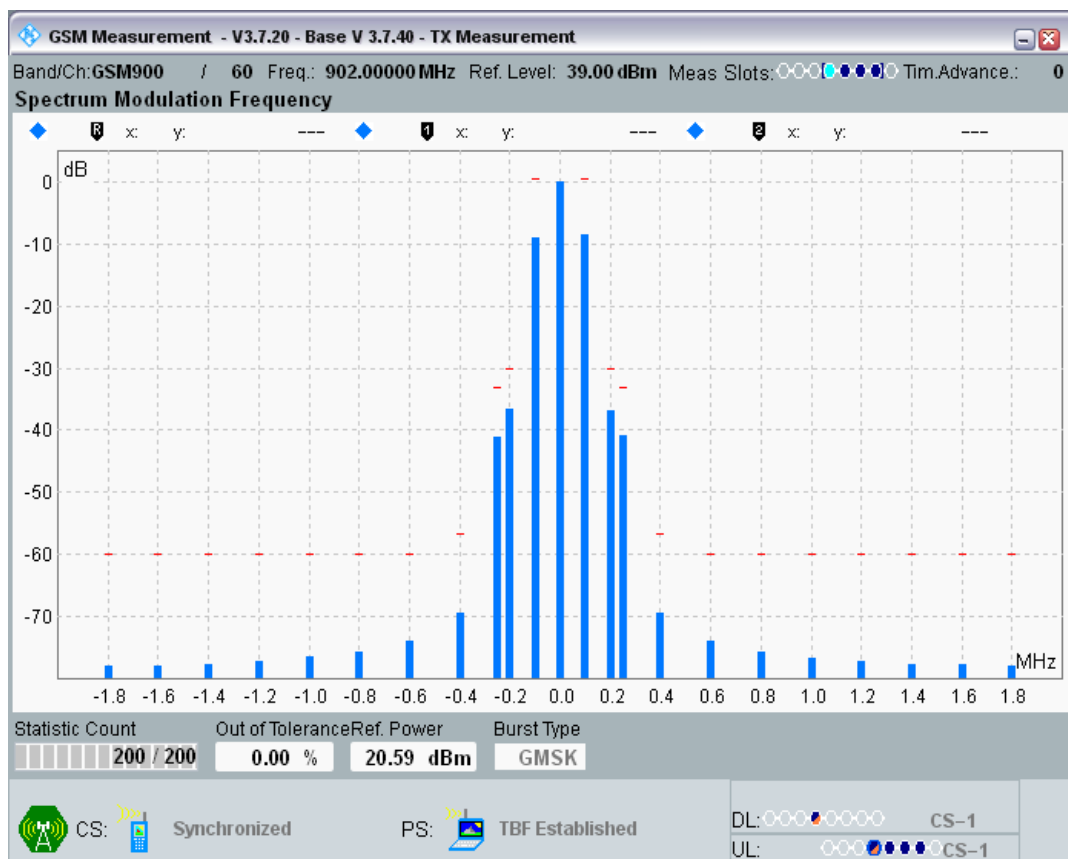 GSM Measurement - V3.7.20 - Base V 3.7.40 - TX Measurement
Band/Ch:GSM900 / 60 Freq.: 902.00000 MHz Ref. Level: 39.00 dBm Meas Slots: Tim.Advance.: 0
Spectrum Modulation Frequency
R x: y: --- 1 x: y: --- 2 x: y: ---
dB
0
-10
-20
-30
-40
-50
-60
-70
MHz
-1.8 -1.6 -1.4 -1.2 -1.0 -0.8 -0.6 -0.4 -0.2 0.0 0.2 0.4 0.6 0.8 1.0 1.2 1.4 1.6 1.8
Statistic Count Out of Tolerance Ref. Power Burst Type
200 / 200 0.00 % 20.59 dBm GMSK
CS: Synchronized PS: TBF Established
DL: CS-1
UL: CS-1